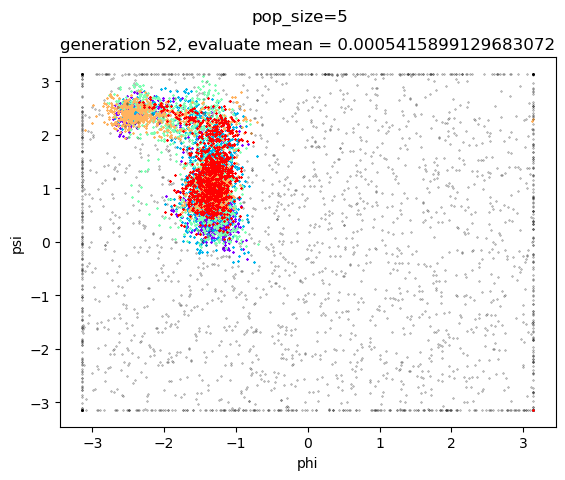 pop_size=5
generation 52, evaluate mean = 0.0005415899129683072
3
2
1
0
−1
−2
−3
psi
−3 −2 −1 0 1 2 3
phi